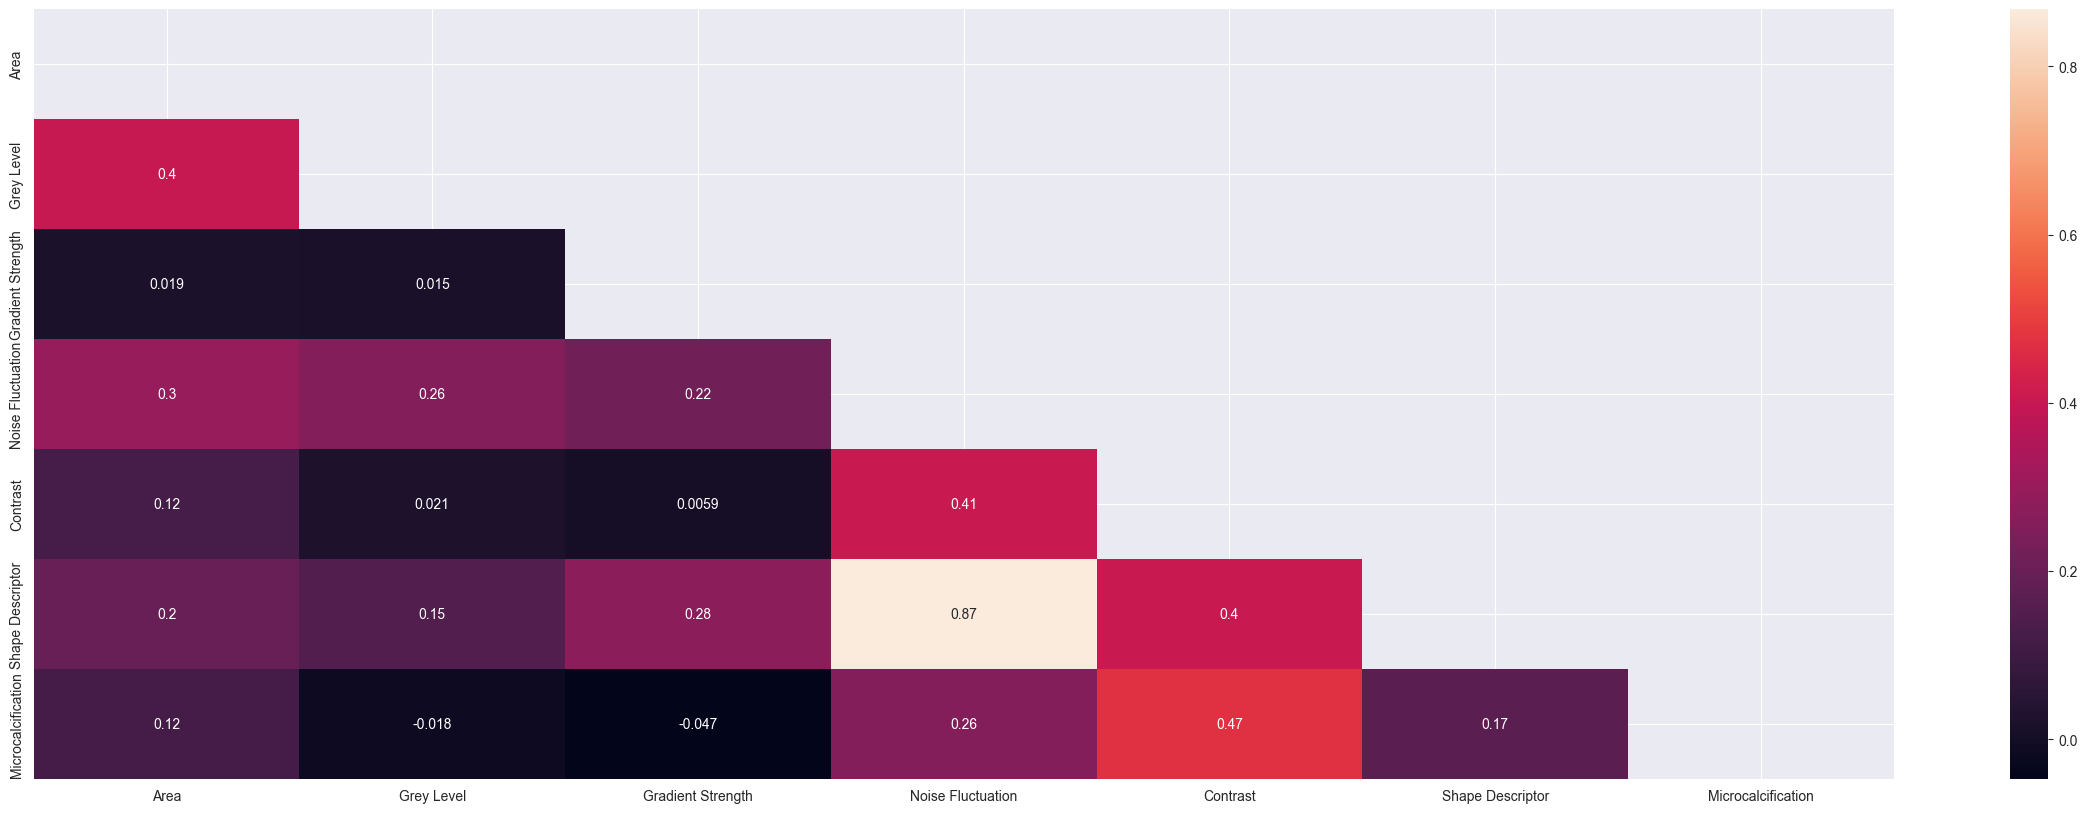 0.8
Area
Grey Level
0.4
0.6
Gradient Strength
0.019 0.015
Noise Fluctuation
0.3 0.26 0.22
0.4
Contrast
0.12 0.021 0.0059 0.41
0.2
Shape Descriptor
0.2 0.15 0.28 0.87 0.4
Microcalcification
0.12 -0.018 -0.047 0.26 0.47 0.17
0.0
Area Grey Level Gradient Strength Noise Fluctuation Contrast Shape Descriptor Microcalcification